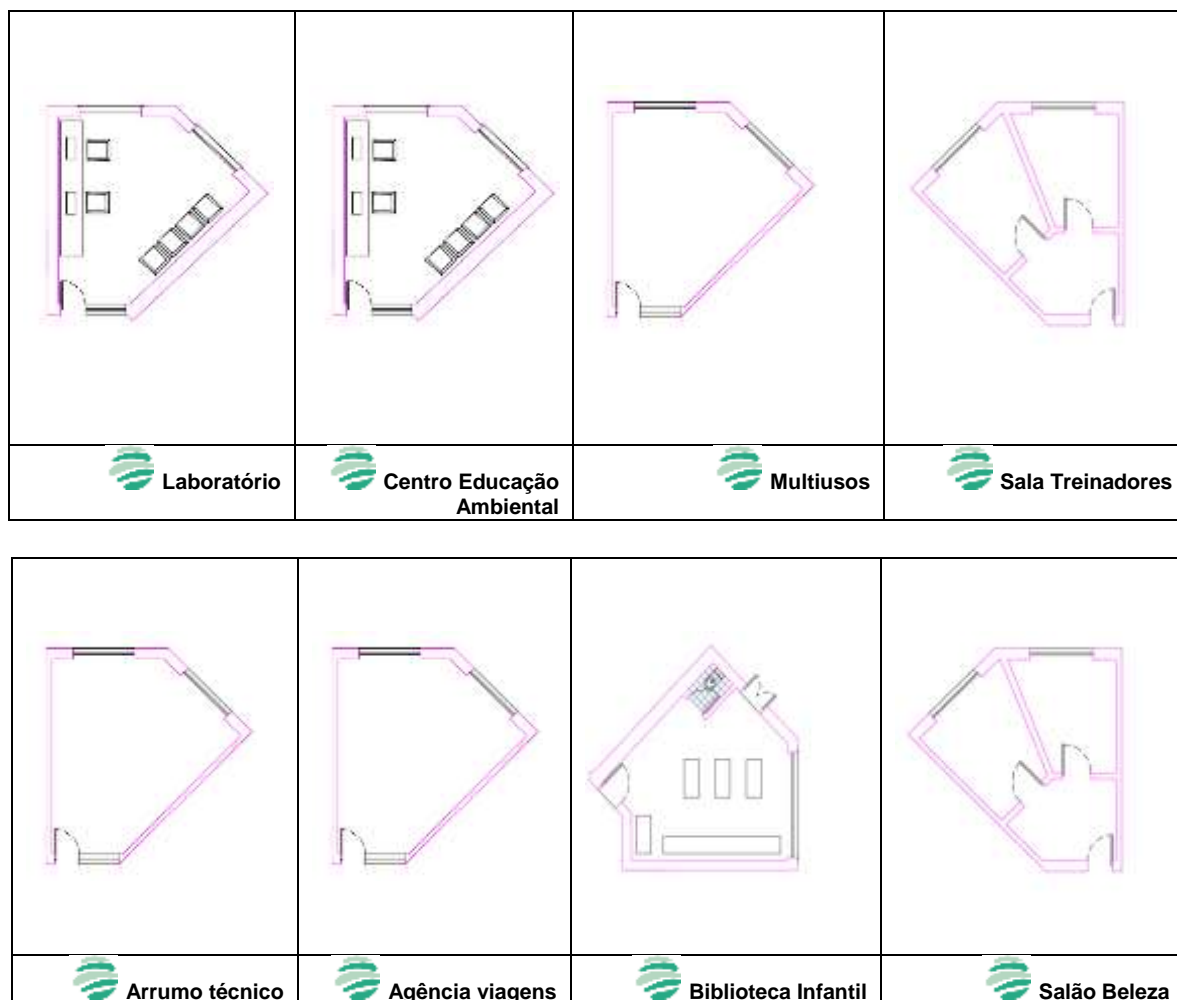 Laboratório
Centro Educação
Ambiental
Multiusos
Sala Treinadores
Arrumo técnico
Agência viagens
Biblioteca Infantil
Salão Beleza